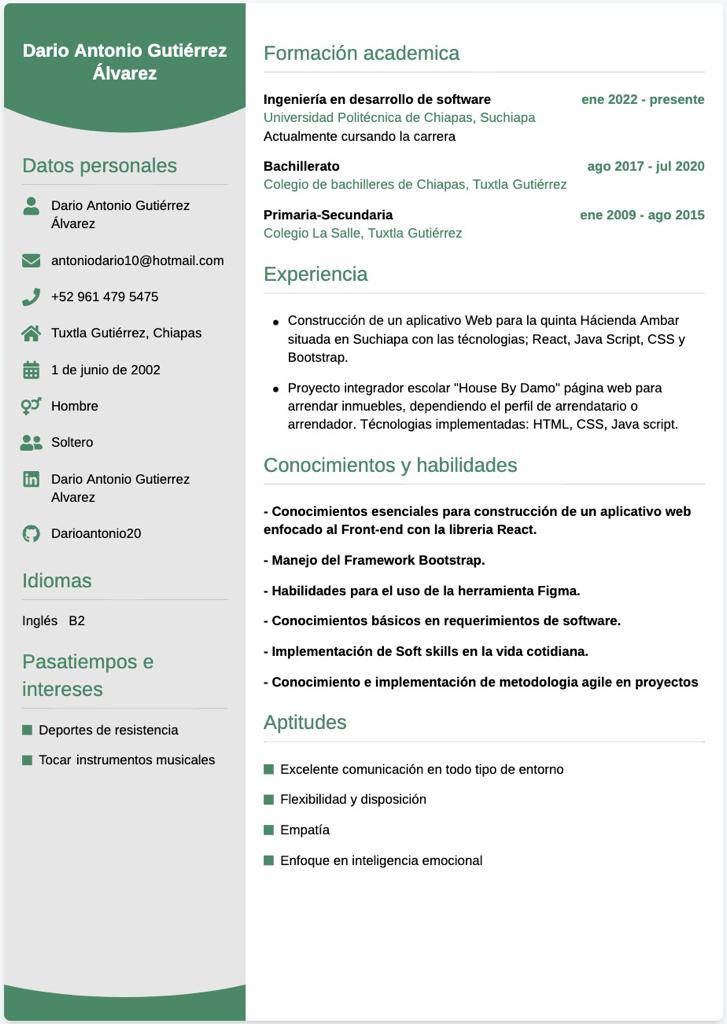 Dario Antonio Gutiérrez
Álvarez
Datos personales
Dario Antonio Gutiérrez
Álvarez
antoniodario10@hotmail.com
+52 961 479 5475
Tuxtla Gutiérrez, Chiapas
1 de junio de 2002
Hombre
Soltero
Dario Antonio Gutierrez
Alvarez
Darioantonio20
Idiomas
Inglés B2
Pasatiempos e
intereses
Deportes de resistencia
Tocar instrumentos musicales
Formación academica
Ingeniería en desarrollo de software ene 2022 - presente
Universidad Politécnica de Chiapas, Suchiapa
Actualmente cursando la carrera
Bachillerato ago 2017 - jul 2020
Colegio de bachilleres de Chiapas, Tuxtla Gutiérrez
Primaria-Secundaria ene 2009 - ago 2015
Colegio La Salle, Tuxtla Gutiérrez
Experiencia
• Construcción de un aplicativo Web para la quinta Hácienda Ambar
situada en Suchiapa con las técnologias; React, Java Script, CSS y
Bootstrap.
• Proyecto integrador escolar "House By Damo" página web para
arrendar inmuebles, dependiendo el perfil de arrendatario o
arrendador. Técnologias implementadas: HTML, CSS, Java script.
Conocimientos y habilidades
- Conocimientos esenciales para construcción de un aplicativo web
enfocado al Front-end con la libreria React.
- Manejo del Framework Bootstrap.
- Habilidades para el uso de la herramienta Figma.
- Conocimientos básicos en requerimientos de software.
- Implementación de Soft skills en la vida cotidiana.
- Conocimiento e implementación de metodologia agile en proyectos
Aptitudes
Excelente comunicación en todo tipo de entorno
Flexibilidad y disposición
Empatía
Enfoque en inteligencia emocional